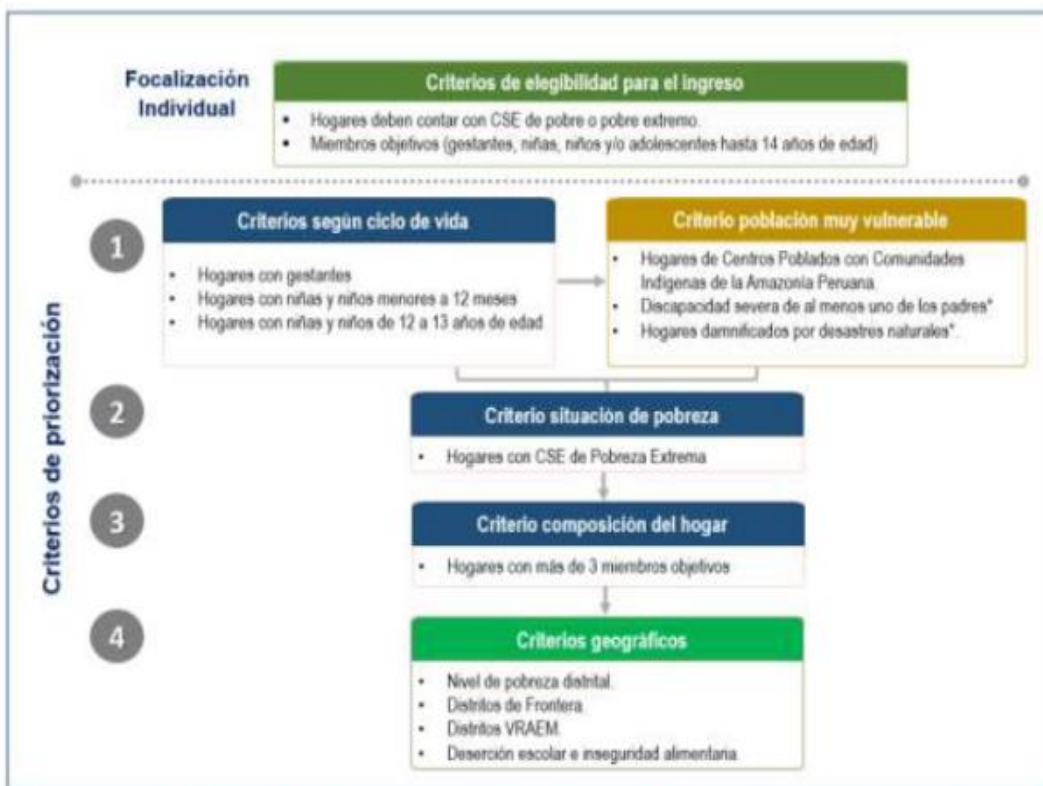 Focalización
Individual
Criterios de elegibilidad para el ingreso
▪ Hogares deben contar con CSE de pobre o pobre extremo.
▪ Miembros objetivos (gestantes, niñas, niños y/o adolescentes hasta 14 años de edad)
Criterios de priorización
1
Criterios según ciclo de vida
• Hogares con gestantes
• Hogares con niñas y niños menores a 12 meses
• Hogares con niñas y niños de 12 a 13 años de edad
Criterio población muy vulnerable
• Hogares de Centros Poblados con Comunidades
Indígenas de la Amazonía Peruana
• Discapacidad severa de al menos uno de los padres*
• Hogares damnificados por desastres naturales*.
2
Criterio situación de pobreza
• Hogares con CSE de Pobreza Extrema
3
Criterio composición del hogar
• Hogares con más de 3 miembros objetivos
4
Criterios geográficos
• Nivel de pobreza distrital.
• Distritos de Frontera
• Distritos VRAEM.
• Deserción escolar e inseguridad alimentaria